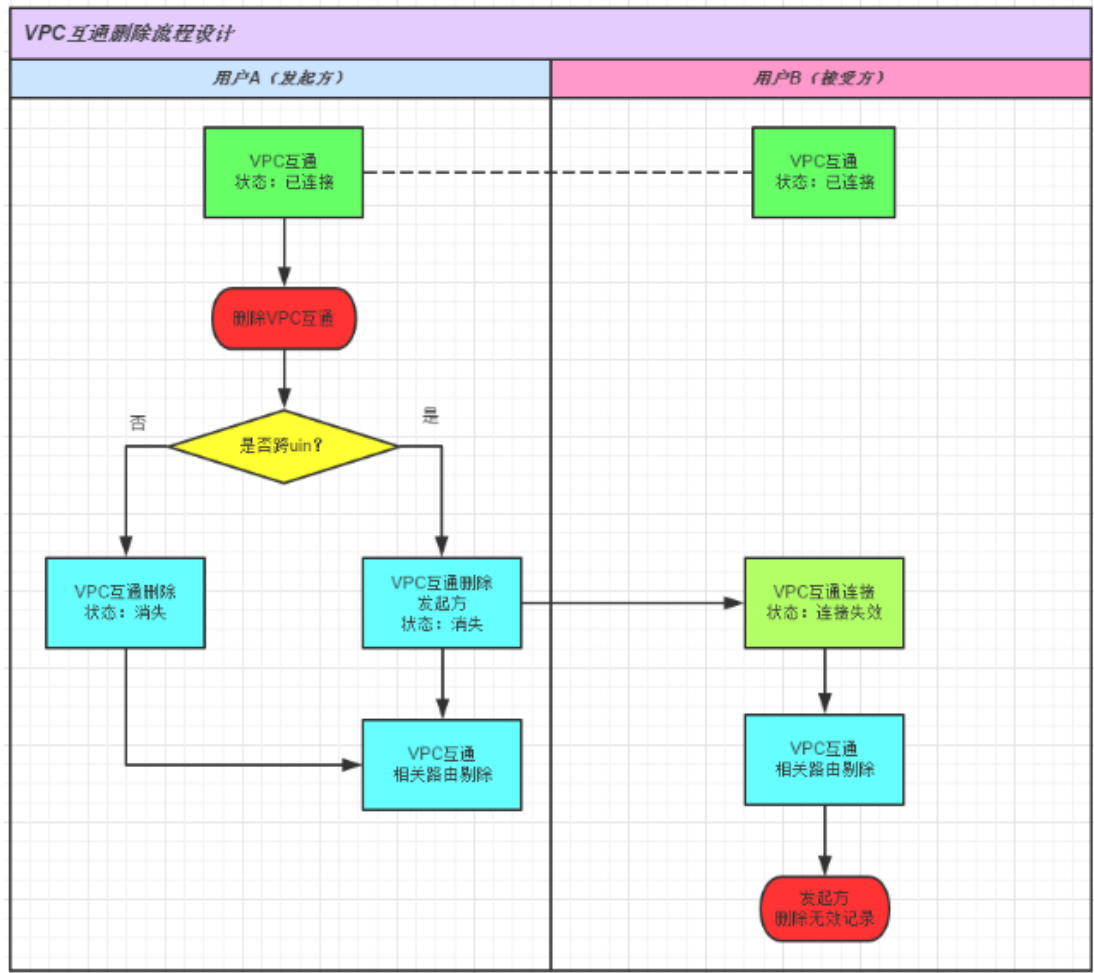 VPC互通删除流程设计
用户A（发起方）
用户B（接受方）
VPC互通
状态：已连接
VPC互通
状态：已连接
删除VPC互通
否
是
是否跨uin？
VPC互通删除
状态：消失
VPC互通删除
发起方
状态：消失
VPC互通连接
状态：连接失效
VPC互通
相关路由剔除
VPC互通
相关路由剔除
发起方
删除无效记录